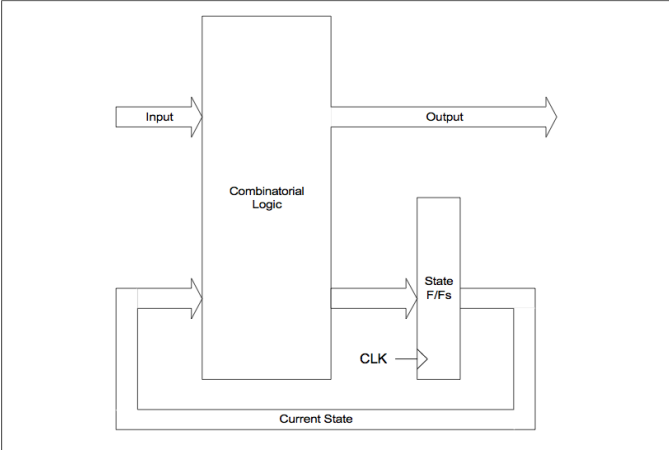 Input
Output
Combinatorial
Logic
State
F/Fs
CLK
Current State